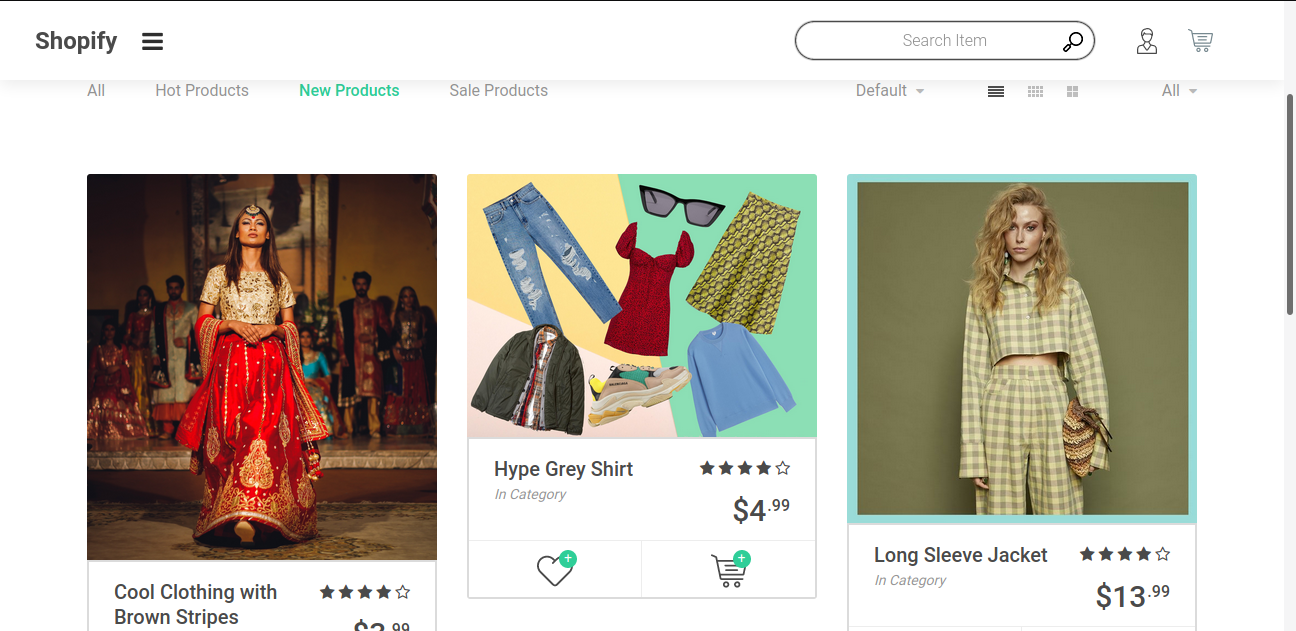 Shopify
Search Item
All
Hot Products
New Products
Sale Products
Default
All
Hype Grey Shirt
In Category
$4.99
Long Sleeve Jacket
In Category
$13.99
Cool Clothing with
Brown Stripes
.99